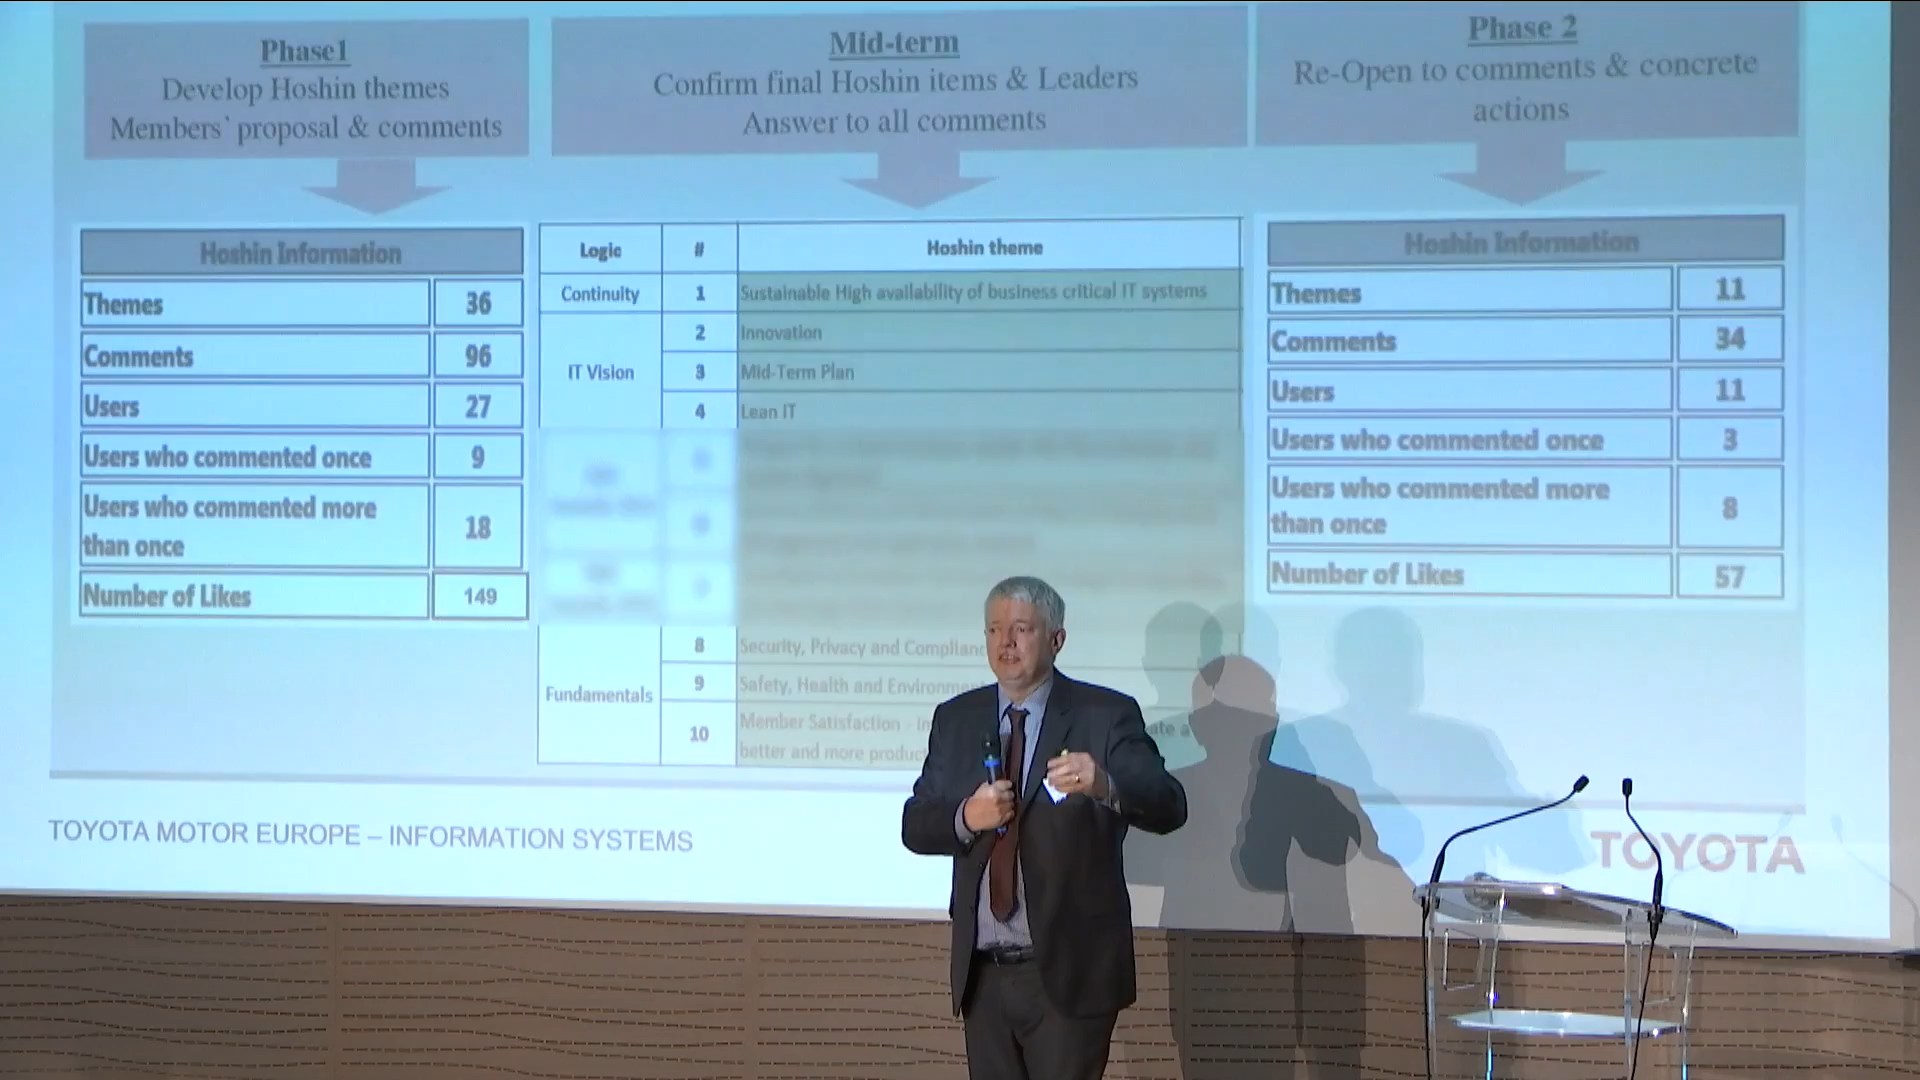 Phase1
Develop Hoshin themes
Members' proposal & comments
Mid-term
Confirm final Hoshin items & Leaders
Answer to all comments
Phase 2
Re-Open to comments & concrete
actions
Hoshin Information
Themes 36
Comments 96
Users 27
Users who commented once 9
Users who commented more
than once 18
Number of Likes 149
Logic # Hoshin theme
Continuity 1 Sustainable High availability of business critical IT systems
IT Vision
2 Innovation
3 Mid-Term Plan
4 Lean IT
Fundamentals
8 Security, Privacy and
9 Safety, Health and
10 Member Satisfaction -
better and more
Hoshin Information
Themes 11
Comments 34
Users 11
Users who commented once 3
Users who commented more
than once 8
Number of Likes 57
TOYOTA MOTOR EUROPE – INFORMATION SYSTEMS
TOYOTA